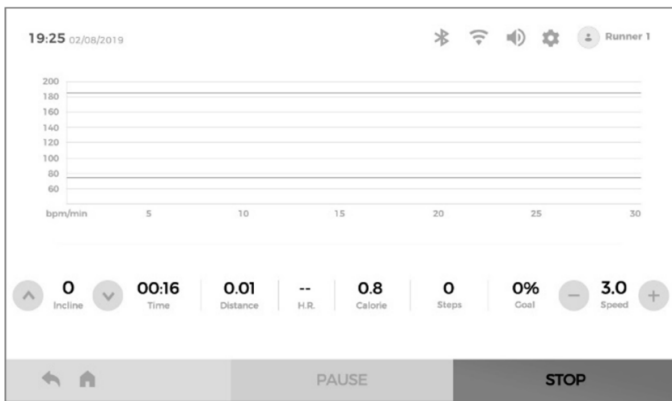 19:25 02/08/2019 Runner 1
200
180
160
140
120
100
80
60
bpm/min 5 10 15 20 25 30
0 00:16 0.01 -- 0.8 0 0% 3.0
Incline Time Distance H.R. Calorie Steps Goal Speed
PAUSE STOP